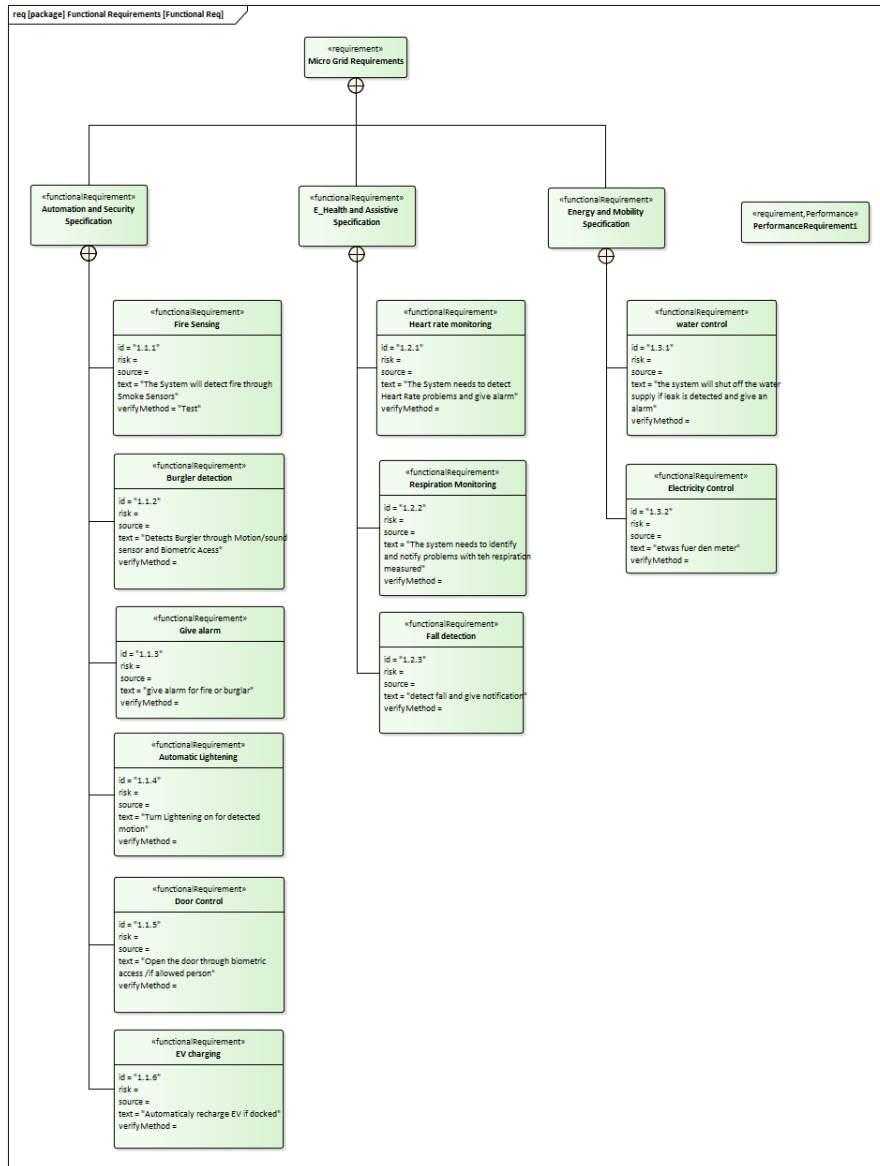 req [package] Functional Requirements [Functional Req]
«requirement»
Micro Grid Requirements
«functionalRequirement»
Automation and Security
Specification
«functionalRequirement»
E_Health and Assistive
Specification
«functionalRequirement»
Energy and Mobility
Specification
«requirement,Performance»
PerformanceRequirement1
«functionalRequirement»
Fire Sensing
id = "1.1.1"
risk =
source =
text = "The System will detect fire through
Smoke Sensors"
verifyMethod = "Test"
«functionalRequirement»
Heart rate monitoring
id = "1.2.1"
risk =
source =
text = "The System needs to detect
Heart Rate problems and give alarm"
verifyMethod =
«functionalRequirement»
water control
id = "1.3.1"
risk =
source =
text = "the system will shut off the water
supply if leak is detected and give an
alarm"
verifyMethod =
«functionalRequirement»
Burgler detection
id = "1.1.2"
risk =
source =
text = "Detects Burgler through Motion/sound
sensor and Biometric Acess"
verifyMethod =
«functionalRequirement»
Respiration Monitoring
id = "1.2.2"
risk =
source =
text = "The system needs to identify
and notify problems with teh respiration
measured"
verifyMethod =
«functionalRequirement»
Electricity Control
id = "1.3.2"
risk =
source =
text = "etwas fuer den meter"
verifyMethod =
«functionalRequirement»
Give alarm
id = "1.1.3"
risk =
source =
text = "give alarm for fire or burglar"
verifyMethod =
«functionalRequirement»
Fall detection
id = "1.2.3"
risk =
source =
text = "detect fall and give notification"
verifyMethod =
«functionalRequirement»
Automatic Lightening
id = "1.1.4"
risk =
source =
text = "Turn Lightening on for detected
motion"
verifyMethod =
«functionalRequirement»
Door Control
id = "1.1.5"
risk =
source =
text = "Open the door through biometric
access /if allowed person"
verifyMethod =
«functionalRequirement»
EV charging
id = "1.1.6"
risk =
source =
text = "Automaticaly recharge EV if docked"
verifyMethod =